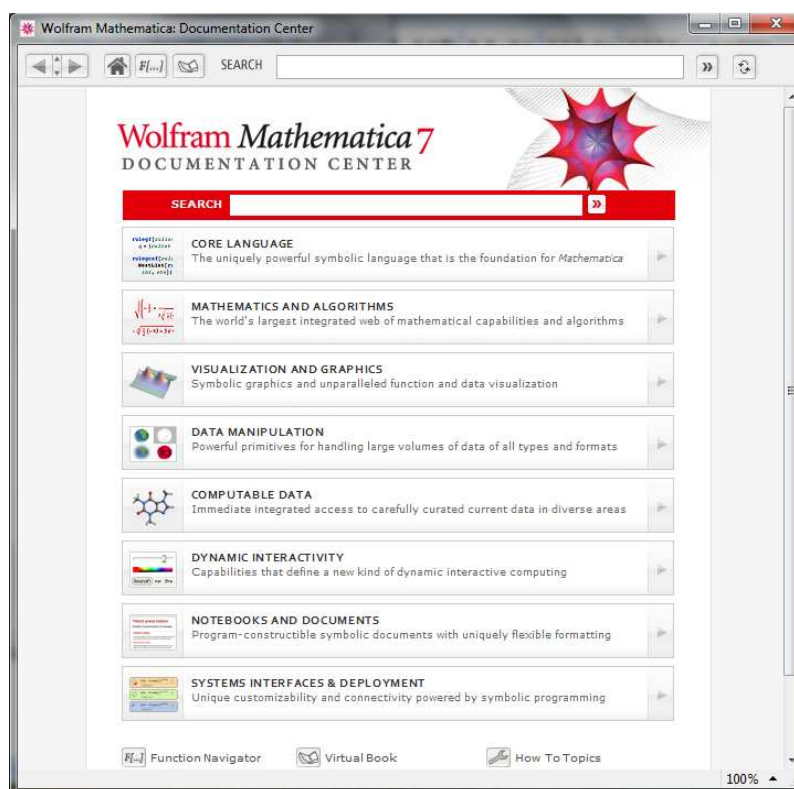 Wolfram Mathematica: Documentation Center
F[...]
SEARCH
»
Wolfram Mathematica 7
DOCUMENTATION CENTER
SEARCH
»
CORE LANGUAGE
The uniquely powerful symbolic language that is the foundation for Mathematica
MATHEMATICS AND ALGORITHMS
The world's largest integrated web of mathematical capabilities and algorithms
VISUALIZATION AND GRAPHICS
Symbolic graphics and unparalleled function and data visualization
DATA MANIPULATION
Powerful primitives for handling large volumes of data of all types and formats
COMPUTABLE DATA
Immediate integrated access to carefully curated current data in diverse areas
DYNAMIC INTERACTIVITY
Capabilities that define a new kind of dynamic interactive computing
NOTEBOOKS AND DOCUMENTS
Program-constructible symbolic documents with uniquely flexible formatting
SYSTEMS INTERFACES & DEPLOYMENT
Unique customizability and connectivity powered by symbolic programming
F[...] Function Navigator Virtual Book How To Topics
100%